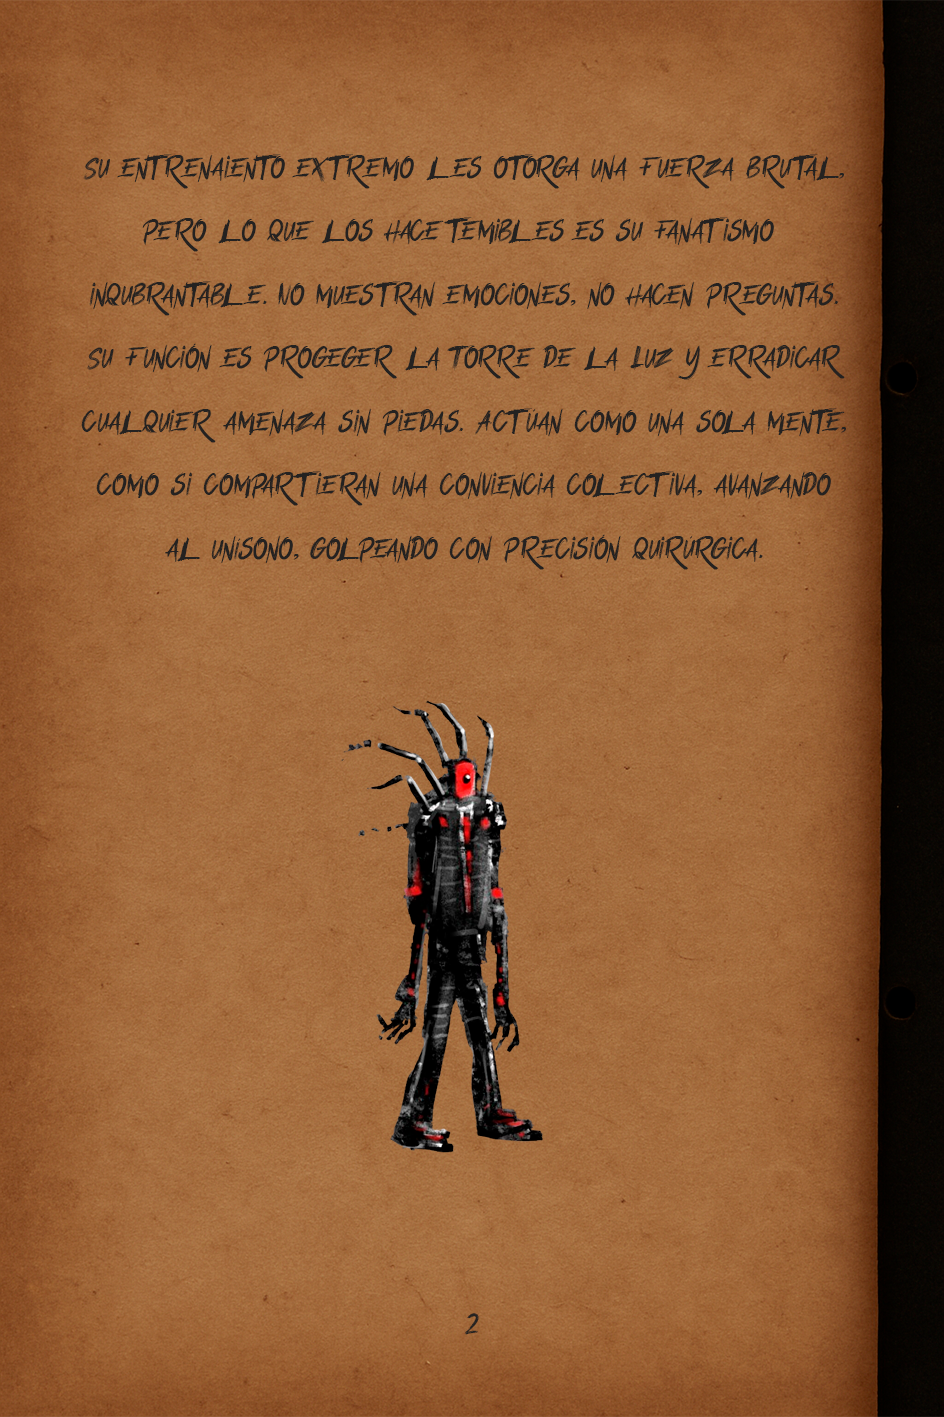 SU ENTRENAIENTO EXTREMO LES OTORGA UNA FUERZA BRUTAL,
PERO LO QUE LOS HACE TEMIBLES ES SU FANATISMO
INQUBRANTABLE. NO MUESTRAN EMOCIONES, NO HACEN PREGUNTAS.
SU FUNCIÓN ES PROGEGER LA TORRE DE LA LUZ Y ERRADICAR
CUALQUIER AMENAZA SIN PIEDAS. ACTÚAN COMO UNA SOLA MENTE,
COMO SI COMPARTIERAN UNA CONVIENCIA COLECTIVA, AVANZANDO
AL UNÍSONO, GOLPEANDO CON PRECISIÓN QUIRÚRGICA.
2